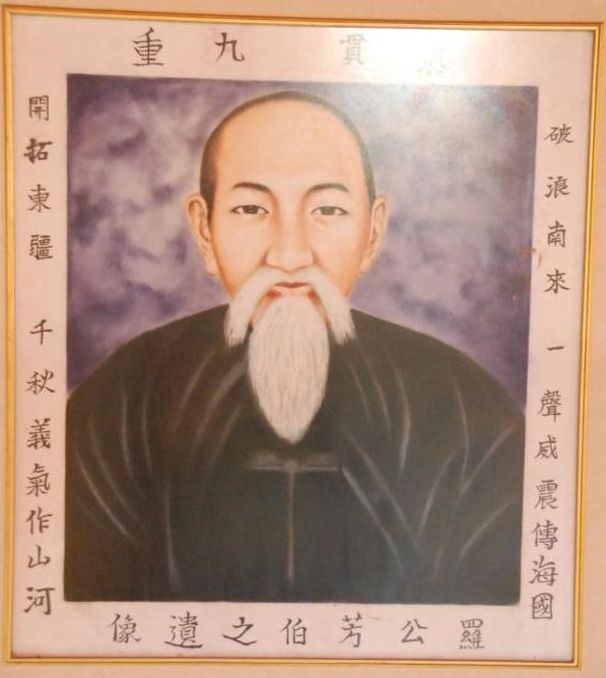 貫九重
破浪南來 一聲威震傳海國
開拓東疆 千秋義氣作山河
羅公芳伯之遺像